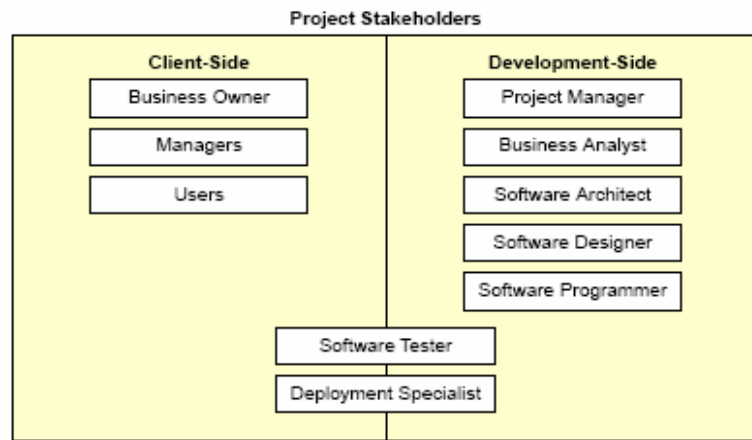 Project Stakeholders
Client-Side
Business Owner
Managers
Users
Development-Side
Project Manager
Business Analyst
Software Architect
Software Designer
Software Programmer
Software Tester
Deployment Specialist